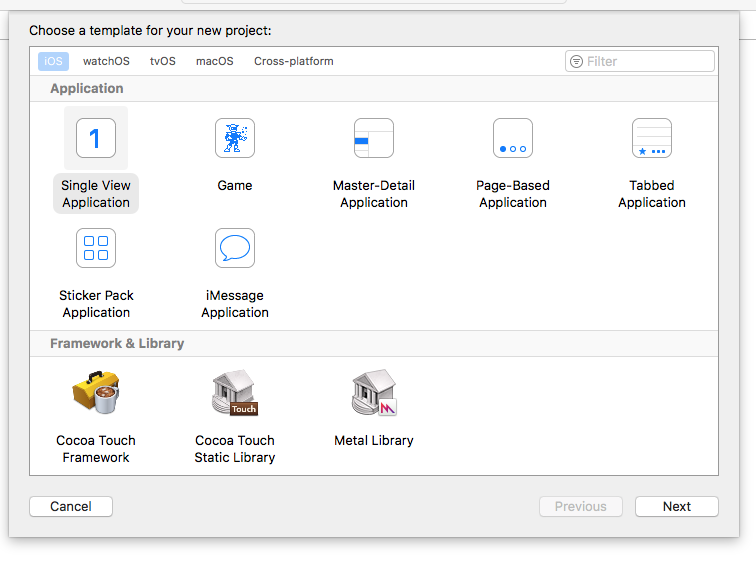 Choose a template for your new project:
iOS watchOS tvOS macOS Cross-platform Filter
Application
1
Single View Game Master-Detail Page-Based Tabbed
Application Application Application Application
Sticker Pack iMessage
Application Application
Framework & Library
Touch
Cocoa Touch Cocoa Touch Metal Library
Framework Static Library
Cancel Previous Next